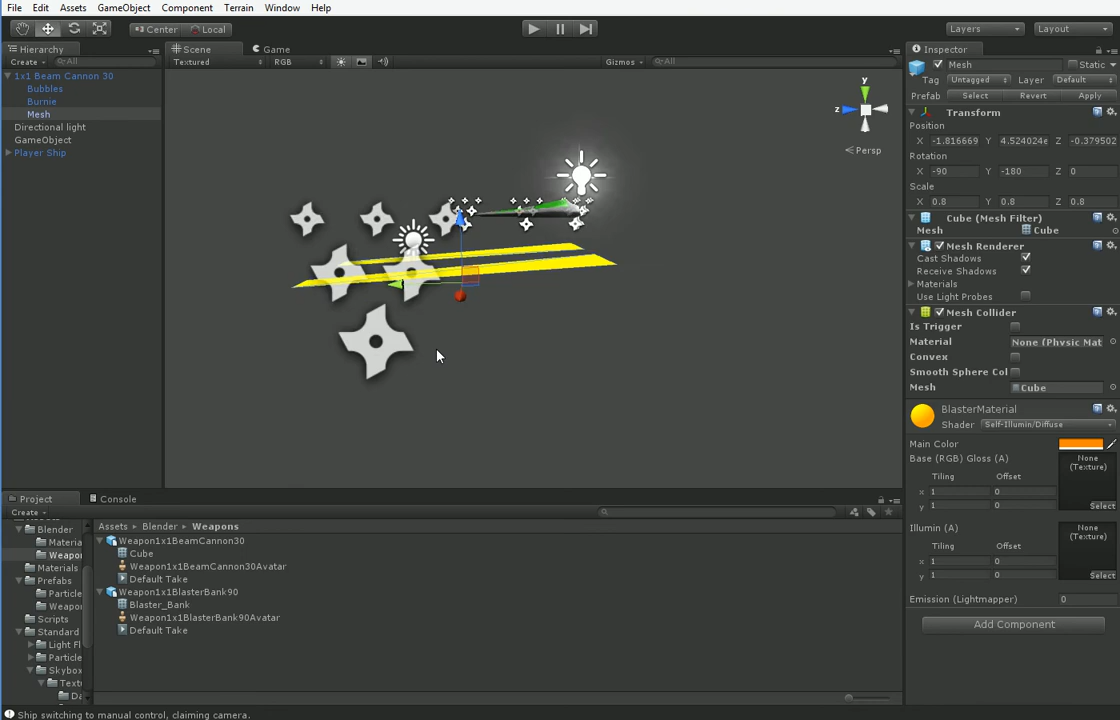 File Edit Assets GameObject Component Terrain Window Help
Center Local Layers Layout
Hierarchy Scene Game Inspector
Create All Textured RGB Gizmos All Mesh Static
1x1 Beam Cannon 30
Bubbles
Burnie
Mesh
Directional light
GameObject
Player Ship
y
z
Persp
Tag Untagged Layer Default
Prefab Select Revert Apply
Transform
Position
X -1.816669 Y 4.524024e Z -0.379502
Rotation
X -90 Y -180 Z 0
Scale
X 0.8 Y 0.8 Z 0.8
Cube (Mesh Filter)
Mesh Cube
Mesh Renderer
Cast Shadows
Receive Shadows
Materials
Use Light Probes
Mesh Collider
Is Trigger
Material None (Physic Mat
Convex
Smooth Sphere Col
Mesh Cube
BlasterMaterial
Shader Self-Illumin/Diffuse
Main Color
Base (RGB) Gloss (A) None (Texture)
Tiling Offset
x 1 0
y 1 0 Select
Illumin (A) None (Texture)
Tiling Offset
x 1 0
y 1 0 Select
Emission (Lightmapper) 0
Add Component
Project Console
Create
Blender
Materia
Weapon
Materials
Prefabs
Particle
Weapo
Scripts
Standard
Light Fl
Particle
Skybox
Textu
Da
Assets Blender Weapons
Weapon1x1BeamCannon30
Cube
Weapon1x1BeamCannon30Avatar
Default Take
Weapon1x1BlasterBank90
Blaster_Bank
Weapon1x1BlasterBank90Avatar
Default Take
Ship switching to manual control, claiming camera.